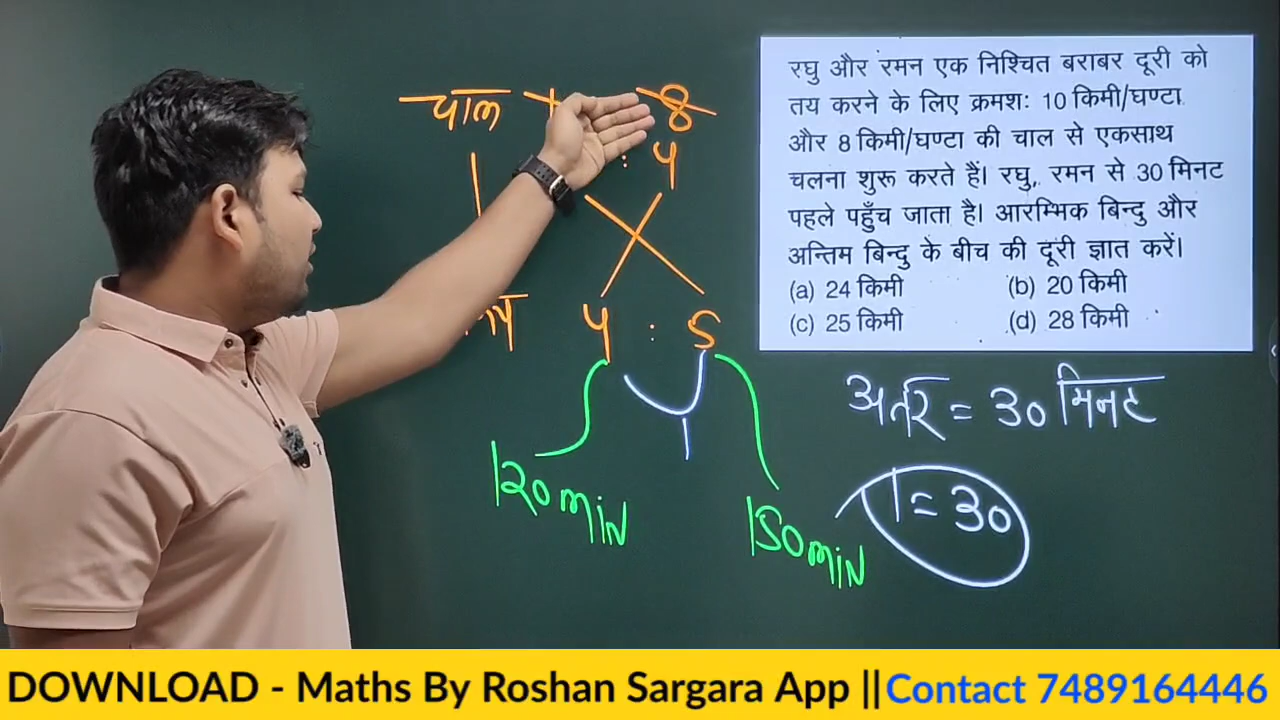 रघु और रमन एक निश्चित बराबर दूरी को
तय करने के लिए क्रमशः 10 किमी/घण्टा
और 8 किमी/घण्टा की चाल से एकसाथ
चलना शुरू करते हैं। रघु, रमन से 30 मिनट
पहले पहुँच जाता है। आरम्भिक बिन्दु और
अन्तिम बिन्दु के बीच की दूरी ज्ञात करें।
(a) 24 किमी (b) 20 किमी
(c) 25 किमी (d) 28 किमी
चाल 8
: 4
4 : 5
1
120 min
150 min
अंतर = 30 मिनट
1 = 30
DOWNLOAD - Maths By Roshan Sargara App || Contact 7489164446